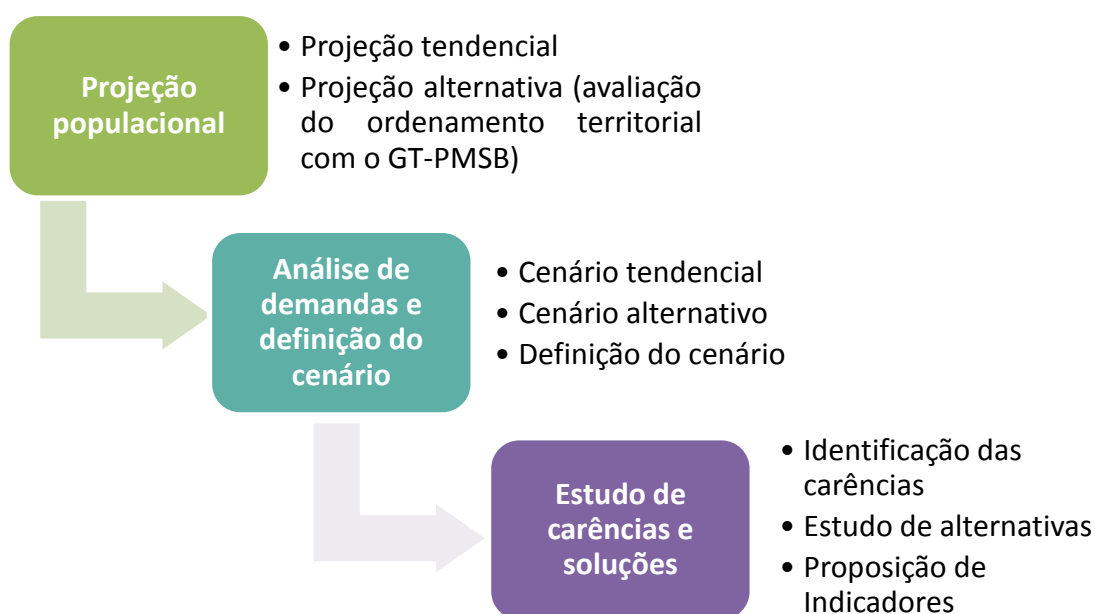 Projeção
populacional
• Projeção tendencial
• Projeção alternativa (avaliação
do ordenamento territorial
com o GT-PMSB)
Análise de
demandas e
definição do
cenário
• Cenário tendencial
• Cenário alternativo
• Definição do cenário
Estudo de
carências e
soluções
• Identificação das
carências
• Estudo de alternativas
• Proposição de
Indicadores